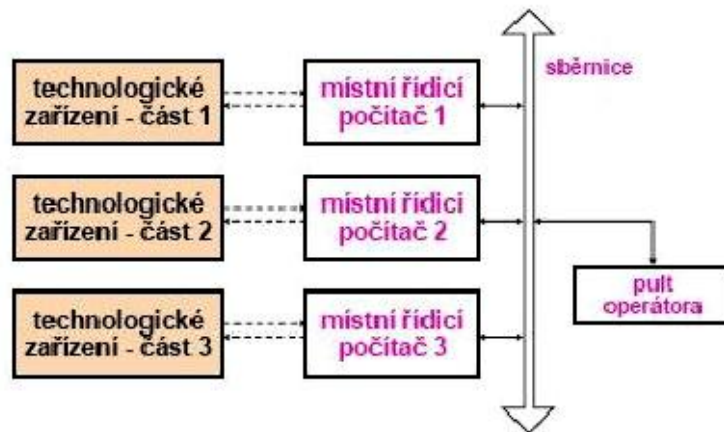 technologické
zařízení - část 1
místní řídicí
počítač 1
sběrnice
technologické
zařízení - část 2
místní řídicí
počítač 2
pult
operátora
technologické
zařízení - část 3
místní řídicí
počítač 3